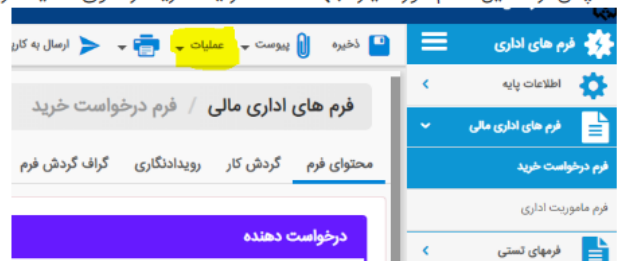 فرم های اداری
ذخیره
پیوست
عملیات
ارسال به
اطلاعات پایه
فرم های اداری مالی
فرم درخواست خرید
فرم ماموریت اداری
فرمهای تستی
فرم های اداری مالی / فرم درخواست خرید
محتوای فرم گردش کار رویدادنگاری گراف گردش فرم
درخواست دهنده